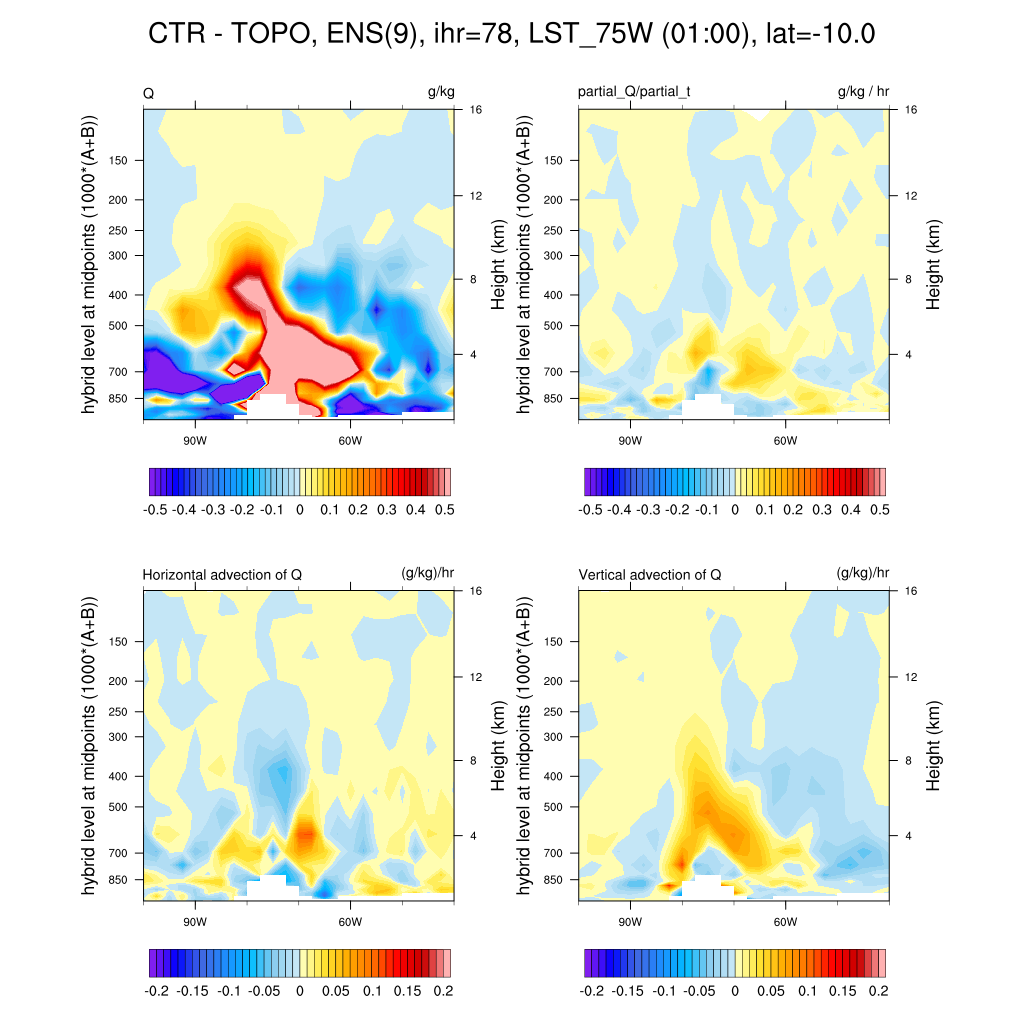 CTR - TOPO, ENS(9), ihr=78, LST_75W (01:00), lat=-10.0
Q g/kg
partial_Q/partial_t g/kg / hr
hybrid level at midpoints (1000*(A+B))
150
200
250
300
400
500
700
850
16
12
8
4
Height (km)
90W 60W
hybrid level at midpoints (1000*(A+B))
150
200
250
300
400
500
700
850
16
12
8
4
Height (km)
90W 60W
-0.5 -0.4 -0.3 -0.2 -0.1 0 0.1 0.2 0.3 0.4 0.5
-0.5 -0.4 -0.3 -0.2 -0.1 0 0.1 0.2 0.3 0.4 0.5
Horizontal advection of Q (g/kg)/hr
Vertical advection of Q (g/kg)/hr
hybrid level at midpoints (1000*(A+B))
150
200
250
300
400
500
700
850
16
12
8
4
Height (km)
90W 60W
hybrid level at midpoints (1000*(A+B))
150
200
250
300
400
500
700
850
16
12
8
4
Height (km)
90W 60W
-0.2 -0.15 -0.1 -0.05 0 0.05 0.1 0.15 0.2
-0.2 -0.15 -0.1 -0.05 0 0.05 0.1 0.15 0.2